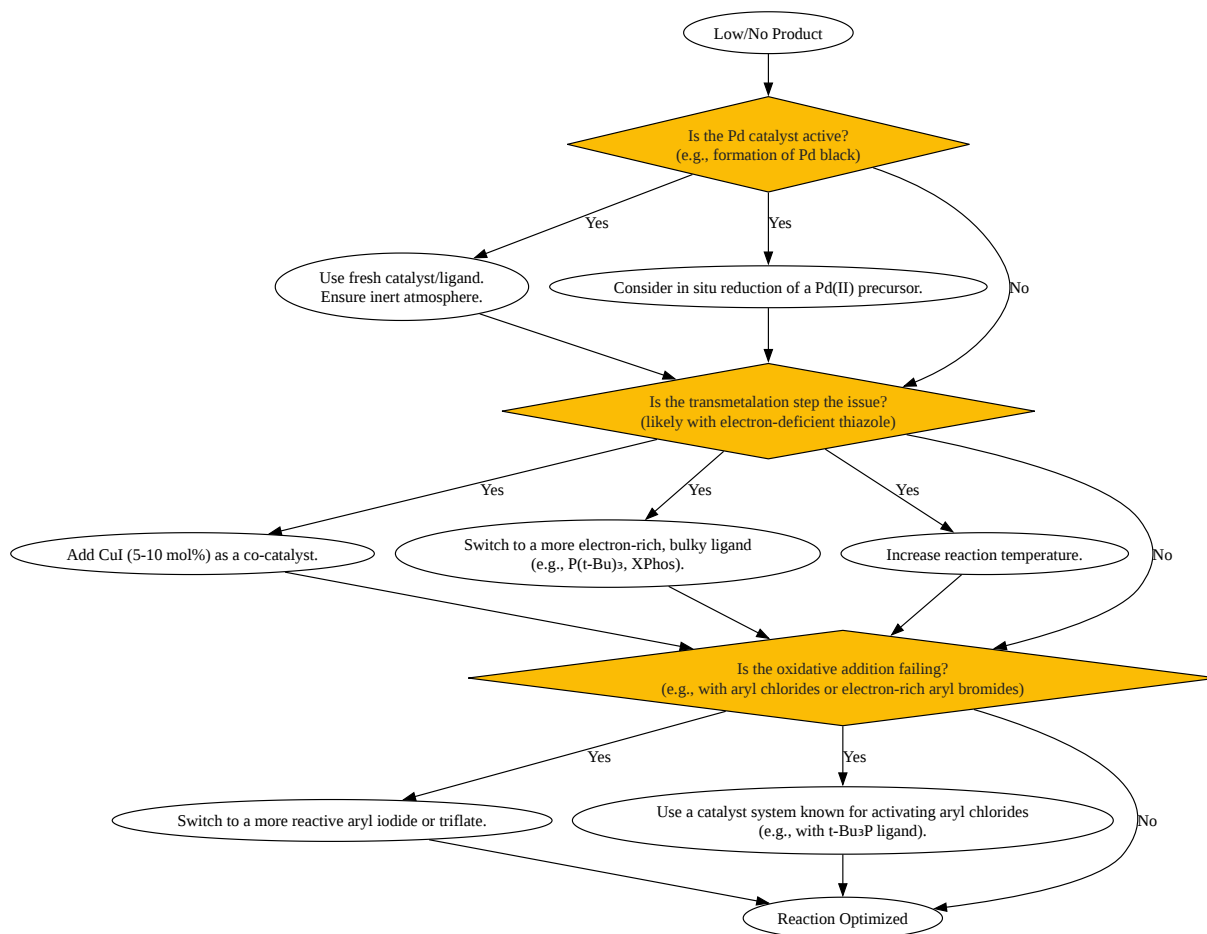 Low/No Product
Is the Pd catalyst active?
(e.g., formation of Pd black)
Yes
Yes
No
Use fresh catalyst/ligand.
Ensure inert atmosphere.
Consider in situ reduction of a Pd(II) precursor.
Is the transmetalation step the issue?
(likely with electron-deficient thiazole)
Yes
Yes
Yes
No
Add CuI (5-10 mol%) as a co-catalyst.
Switch to a more electron-rich, bulky ligand
(e.g., P(t-Bu)₃, XPhos).
Increase reaction temperature.
Is the oxidative addition failing?
(e.g., with aryl chlorides or electron-rich aryl bromides)
Yes
Yes
No
Switch to a more reactive aryl iodide or triflate.
Use a catalyst system known for activating aryl chlorides
(e.g., with t-Bu₃P ligand).
Reaction Optimized